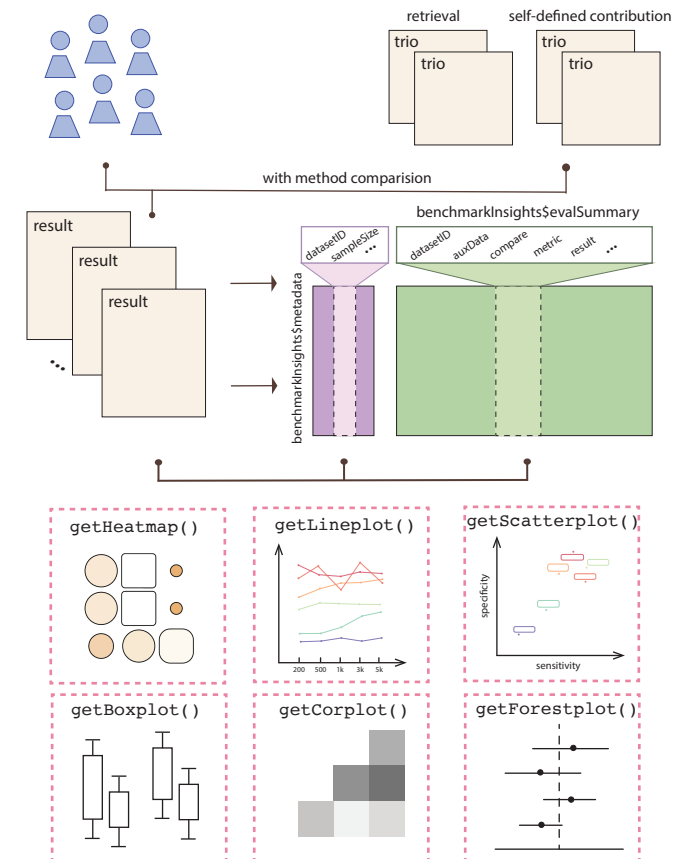 retrieval
self-defined contribution
trio
trio
trio
trio
with method comparision
benchmarkInsights$evalSummary
result
result
result
...
datasetID
sampleSize
...
datasetID
auxData
compare
metric
result
...
benchmarkInsights$metadata
getHeatmap()
getLineplot()
getScatterplot()
200 500 1k 3k 5k
specificity
sensitivity
getBoxplot()
getCorplot()
getForestplot()